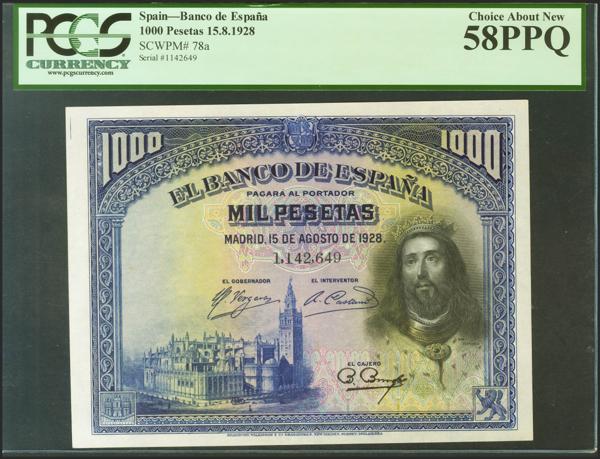 PCGS
CURRENCY
www.pcgscurrency.com
Spain—Banco de España
1000 Pesetas 15.8.1928
SCWPM# 78a
Serial #1142649
Choice About New
58PPQ
1000
1000
EL BANCO DE ESPAÑA
PAGARÁ AL PORTADOR
MIL PESETAS
MADRID, 15 DE AGOSTO DE 1928.
1,142,649
EL GOBERNADOR
EL INTERVENTOR
EL CAJERO